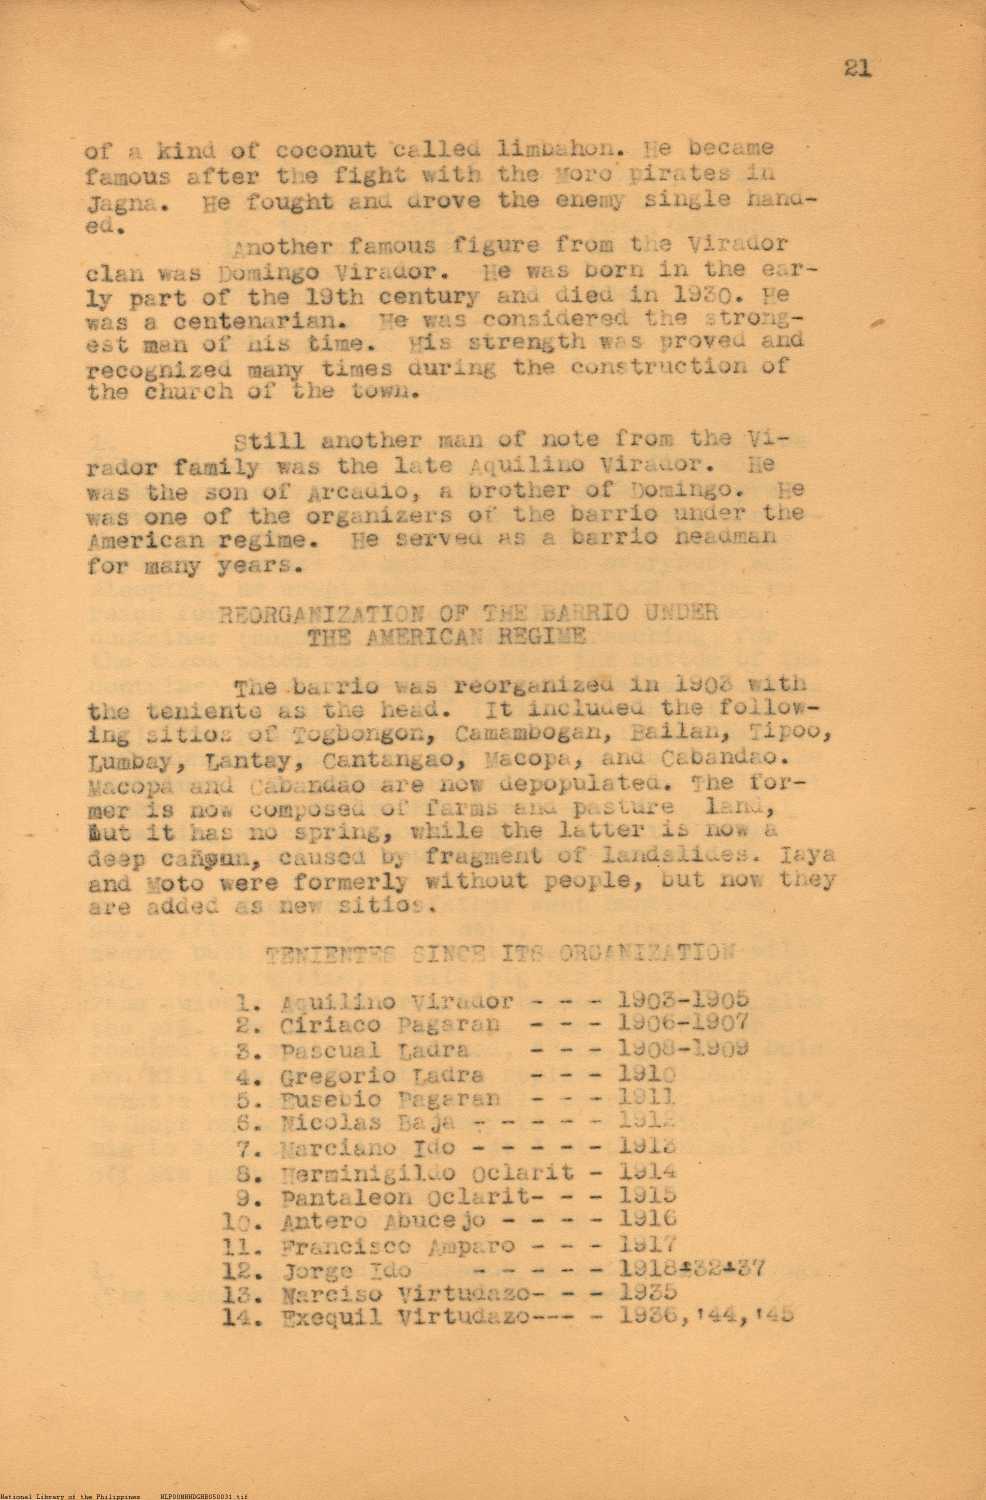 21
of a kind of coconut called limbahon. He became
famous after the fight with the Moro pirates in
Jagna. He fought and drove the enemy single hand-
ed.
Another famous figure from the Virador
clan was Domingo Virador. He was born in the ear-
ly part of the 19th century and died in 1930. He
was a centenarian. He was considered the strong-
est man of his time. His strength was proved and
recognized many times during the construction of
the church of the town.
Still another man of note from the Vi-
rador family was the late Aquilino Virador. He
was the son of Arcadio, a brother of Domingo. He
was one of the organizers of the barrio under the
American regime. He served as a barrio headman
for many years.
REORGANIZATION OF THE BARRIO UNDER
THE AMERICAN REGIME
The barrio was reorganized in 1903 with
the teniente as the head. It included the follow-
ing sitios of Togbongon, Camambogan, Bailan, Tipoo,
Lumbay, Lantay, Cantangao, Macopa, and Cabandao.
Macopa and Cabandao are now depopulated. The for-
mer is now composed of farms and pasture land,
but it has no spring, while the latter is now a
deep cañyun, caused by fragment of landslides. Iaya
and Moto were formerly without people, but now they
are added as new sitios.
TENIENTES SINCE ITS ORGANIZATION
1. Aquilino Virador - - - 1903-1905
2. Ciriaco Pagaran - - - 1906-1907
3. Pascual Ladra - - - 1908-1909
4. Gregorio Ladra - - - 1910
5. Eusebio Pagaran - - - 1911
6. Nicolas Baja - - - - - 1912
7. Marciano Ido - - - - - 1913
8. Herminigildo Oclarit - 1914
9. Pantaleon Oclarit- - - 1915
10. Antero Abucejo - - - - 1916
11. Francisco Amparo - - - 1917
12. Jorge Ido - - - - - 1918-32-37
13. Narciso Virtudazo- - - 1935
14. Exequil Virtudazo--- - 1936,'44,'45
National Library of the Philippines